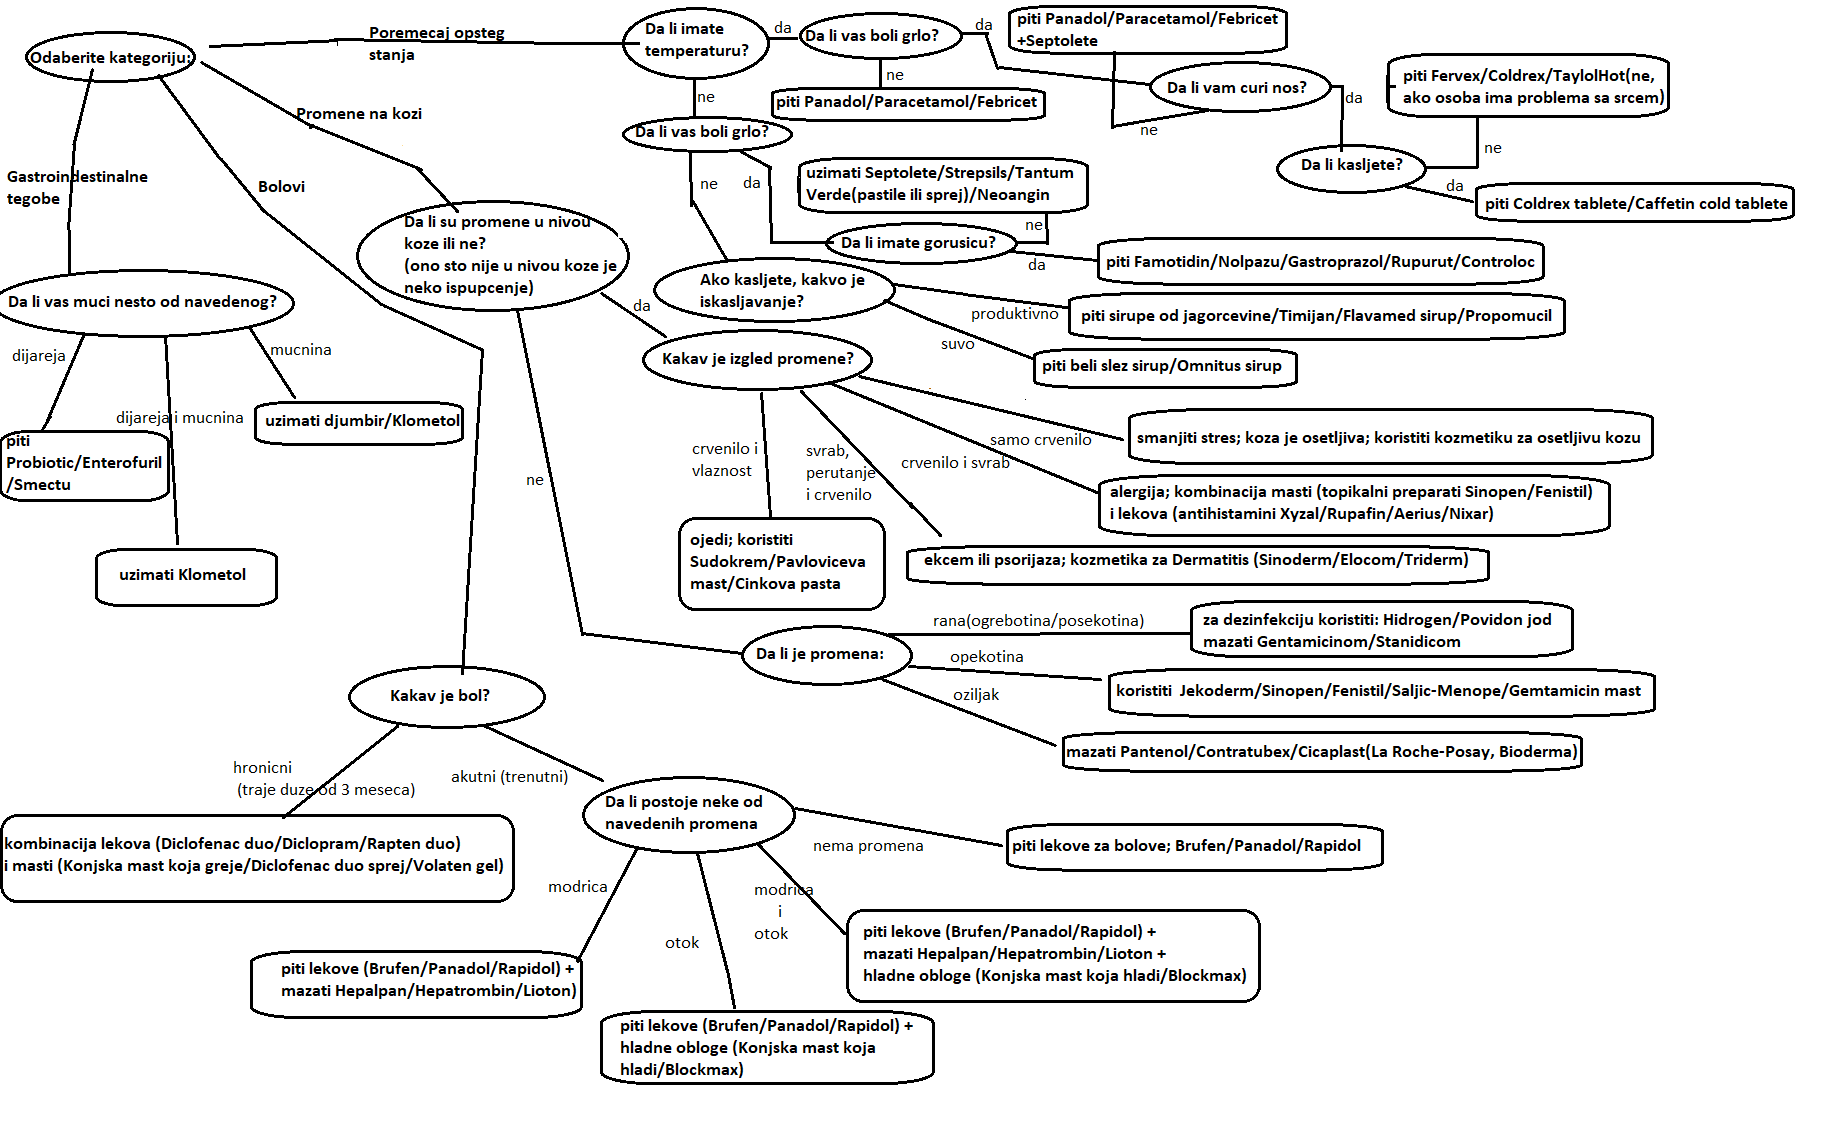 Odaberite kategoriju:
Poremecaj opsteg
stanja
Da li imate
temperaturu?
da
Da li vas boli grlo?
da
piti Panadol/Paracetamol/Febricet
+Septolete
ne
piti Panadol/Paracetamol/Febricet
Da li vam curi nos?
da
ne
piti Fervex/Coldrex/TaylolHot(ne,
ako osoba ima problema sa srcem)
ne
Da li kasljete?
da
piti Coldrex tablete/Caffetin cold tablete
ne
Da li vas boli grlo?
ne
da
uzimati Septolete/Strepsils/Tantum
Verde(pastile ili sprej)/Neoangin
ne
Da li imate gorusicu?
da
piti Famotidin/Nolpazu/Gastroprazol/Rupurut/Controloc
Ako kasljete, kakvo je
iskasljavanje?
produktivno
piti sirupe od jagorcevine/Timijan/Flavamed sirup/Propomucil
suvo
piti beli slez sirup/Omnitus sirup
Promene na kozi
Da li su promene u nivou
koze ili ne?
(ono sto nije u nivou koze je
neko ispupcenje)
da
Kakav je izgled promene?
samo crvenilo
smanjiti stres; koza je osetljiva; koristiti kozmetiku za osetljivu kozu
crvenilo i svrab
alergija; kombinacija masti (topikalni preparati Sinopen/Fenistil)
i lekova (antihistamini Xyzal/Rupafin/Aerius/Nixar)
svrab,
perutanje
i crvenilo
ekcem ili psorijaza; kozmetika za Dermatitis (Sinoderm/Elocom/Triderm)
crvenilo i
vlaznost
ojedi; koristiti
Sudokrem/Pavloviceva
mast/Cinkova pasta
ne
Da li je promena:
rana(ogrebotina/posekotina)
za dezinfekciju koristiti: Hidrogen/Povidon jod
mazati Gentamicinom/Stanidicom
opekotina
koristiti  Jekoderm/Sinopen/Fenistil/Saljic-Menope/Gemtamicin mast
oziljak
mazati Pantenol/Contratubex/Cicaplast(La Roche-Posay, Bioderma)
Gastroindestinalne
tegobe
Da li vas muci nesto od navedenog?
dijareja
piti
Probiotic/Enterofuril
/Smectu
dijareja i mucnina
uzimati Klometol
mucnina
uzimati djumbir/Klometol
Bolovi
Kakav je bol?
hronicni
(traje duze od 3 meseca)
kombinacija lekova (Diclofenac duo/Diclopram/Rapten duo)
i masti (Konjska mast koja greje/Diclofenac duo sprej/Volaten gel)
akutni (trenutni)
Da li postoje neke od
navedenih promena
nema promena
piti lekove za bolove; Brufen/Panadol/Rapidol
modrica
piti lekove (Brufen/Panadol/Rapidol) +
mazati Hepalpan/Hepatrombin/Lioton)
otok
piti lekove (Brufen/Panadol/Rapidol) +
hladne obloge (Konjska mast koja
hladi/Blockmax)
modrica
i
otok
piti lekove (Brufen/Panadol/Rapidol) +
mazati Hepalpan/Hepatrombin/Lioton +
hladne obloge (Konjska mast koja hladi/Blockmax)